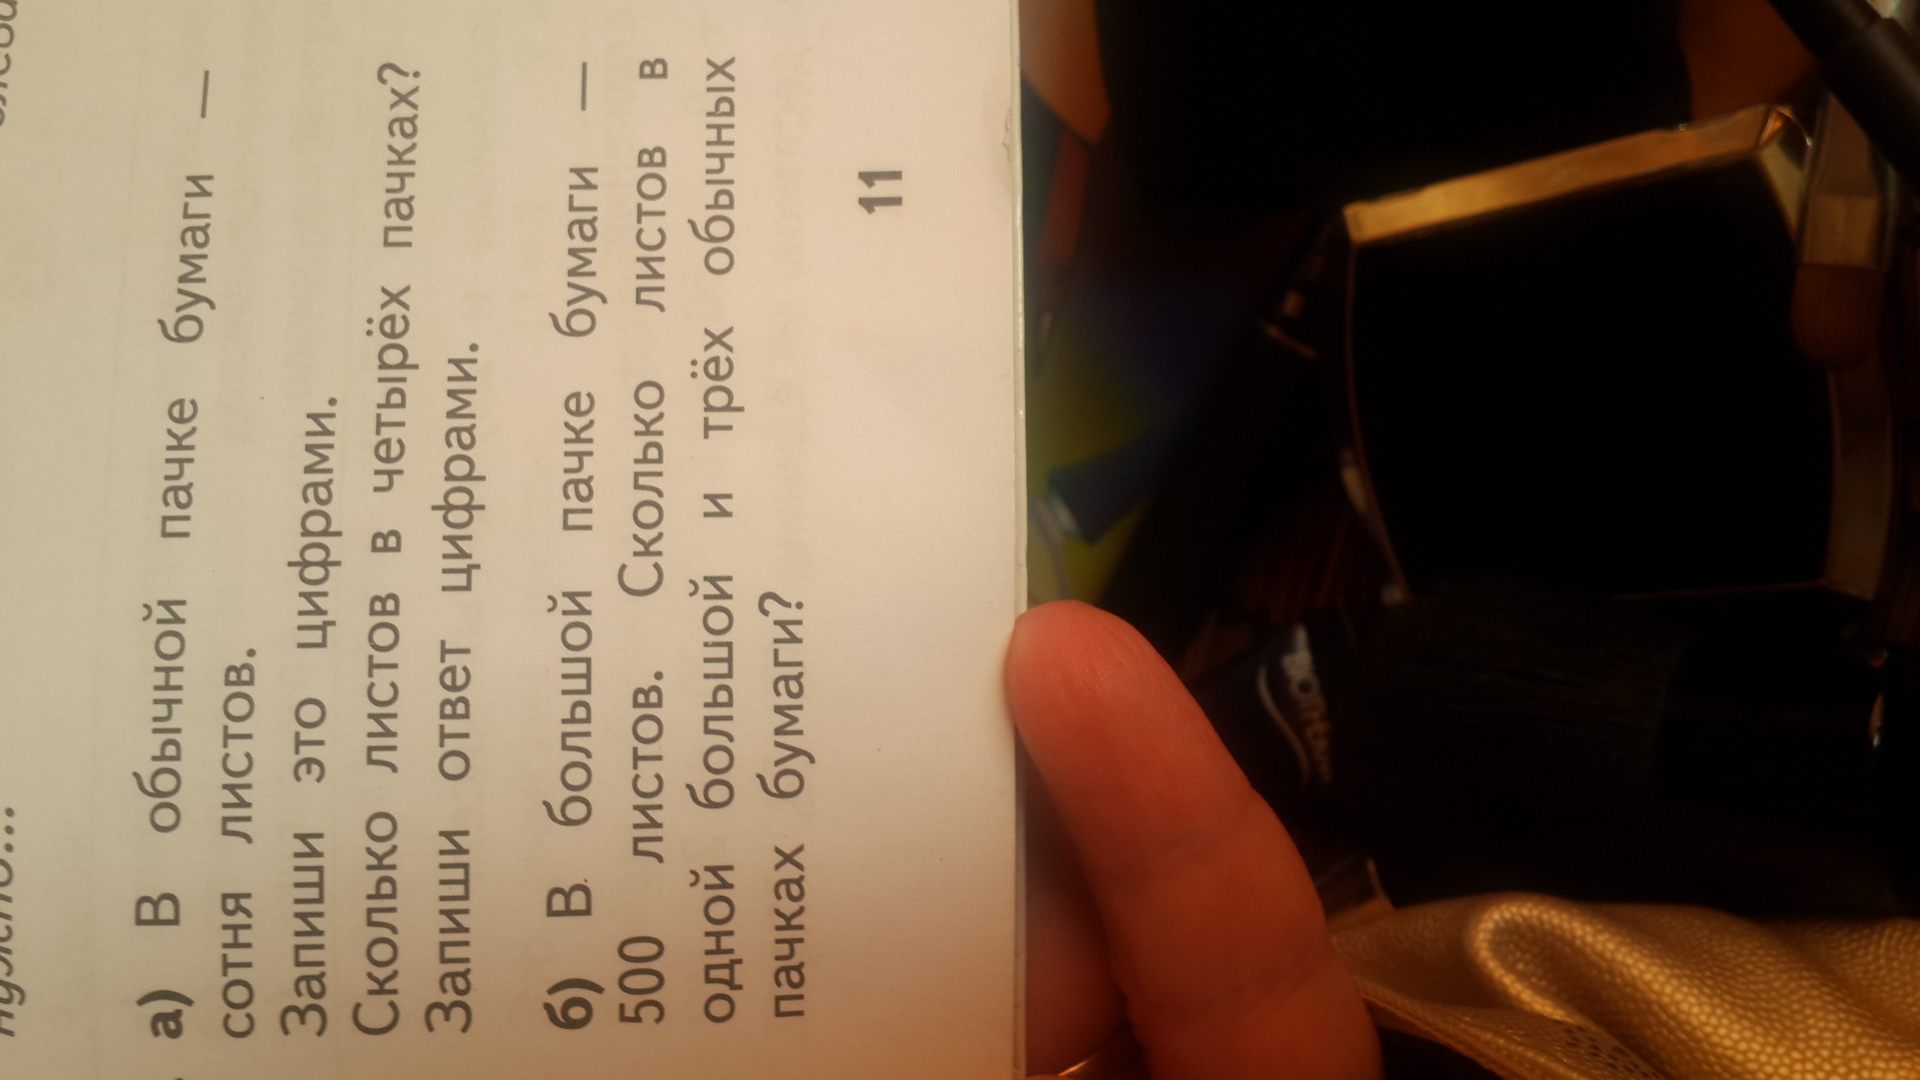 а) В обычной пачке бумаги —
сотня листов.
Запиши это цифрами.
Сколько листов в четырёх пачках?
Запиши ответ цифрами.
б) В большой пачке бумаги —
500 листов. Сколько листов в
одной большой и трёх обычных
пачках бумаги?
11